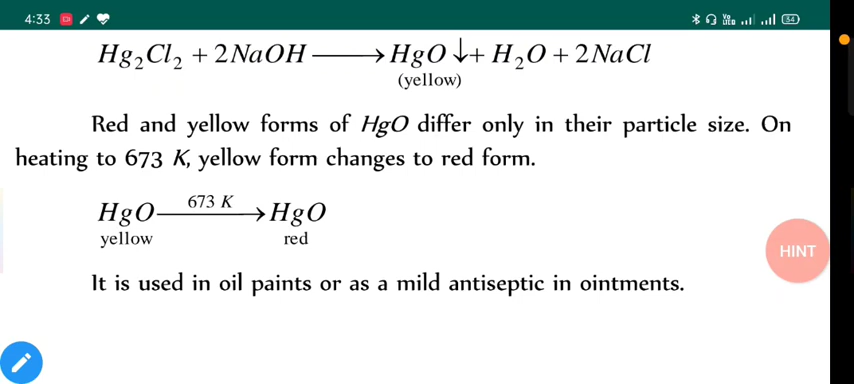 4:33 34
Hg2Cl2 + 2NaOH ⟶ HgO ↓+ H2O + 2NaCl
(yellow)
Red and yellow forms of HgO differ only in their particle size. On
heating to 673 K, yellow form changes to red form.
673 K
HgO ⟶ HgO
yellow red
HINT
It is used in oil paints or as a mild antiseptic in ointments.